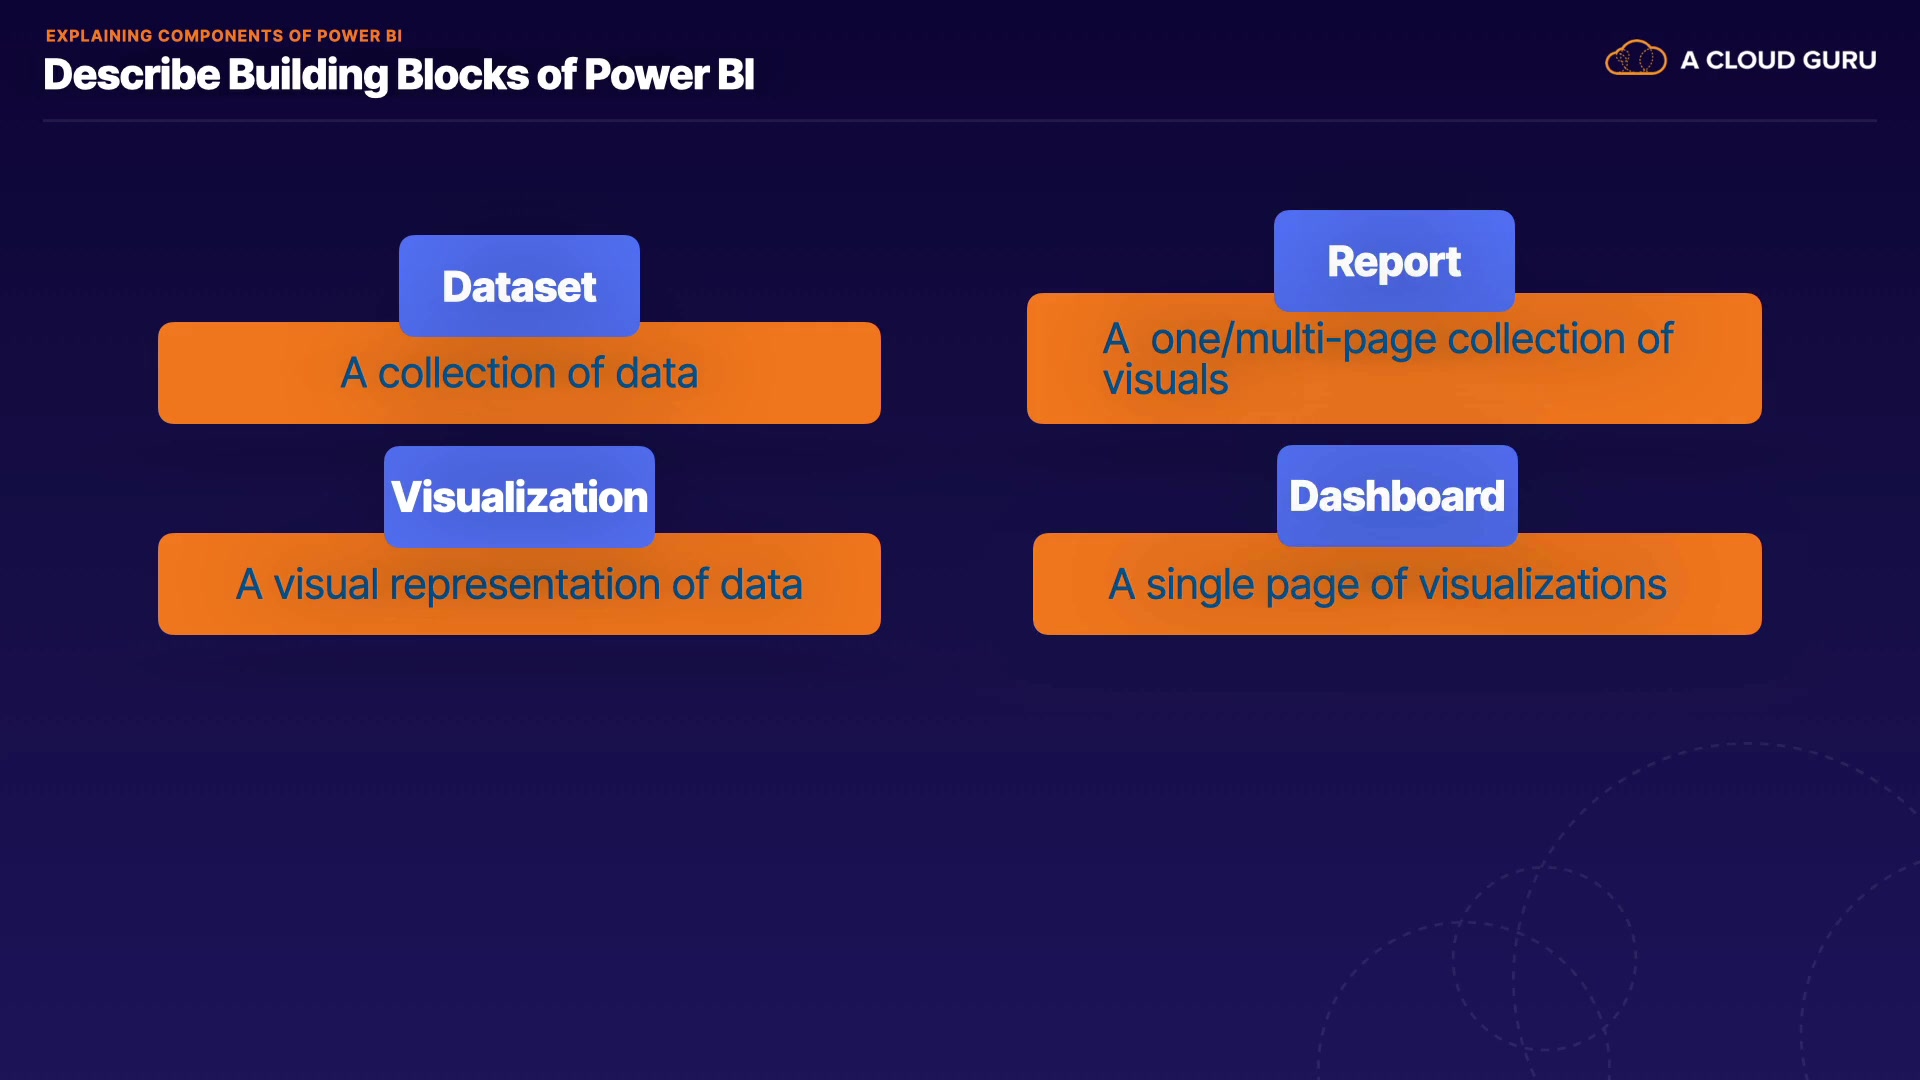 EXPLAINING COMPONENTS OF POWER BI
Describe Building Blocks of Power BI
A CLOUD GURU
Dataset
A collection of data
Report
A  one/multi-page collection of
visuals
Visualization
A visual representation of data
Dashboard
A single page of visualizations